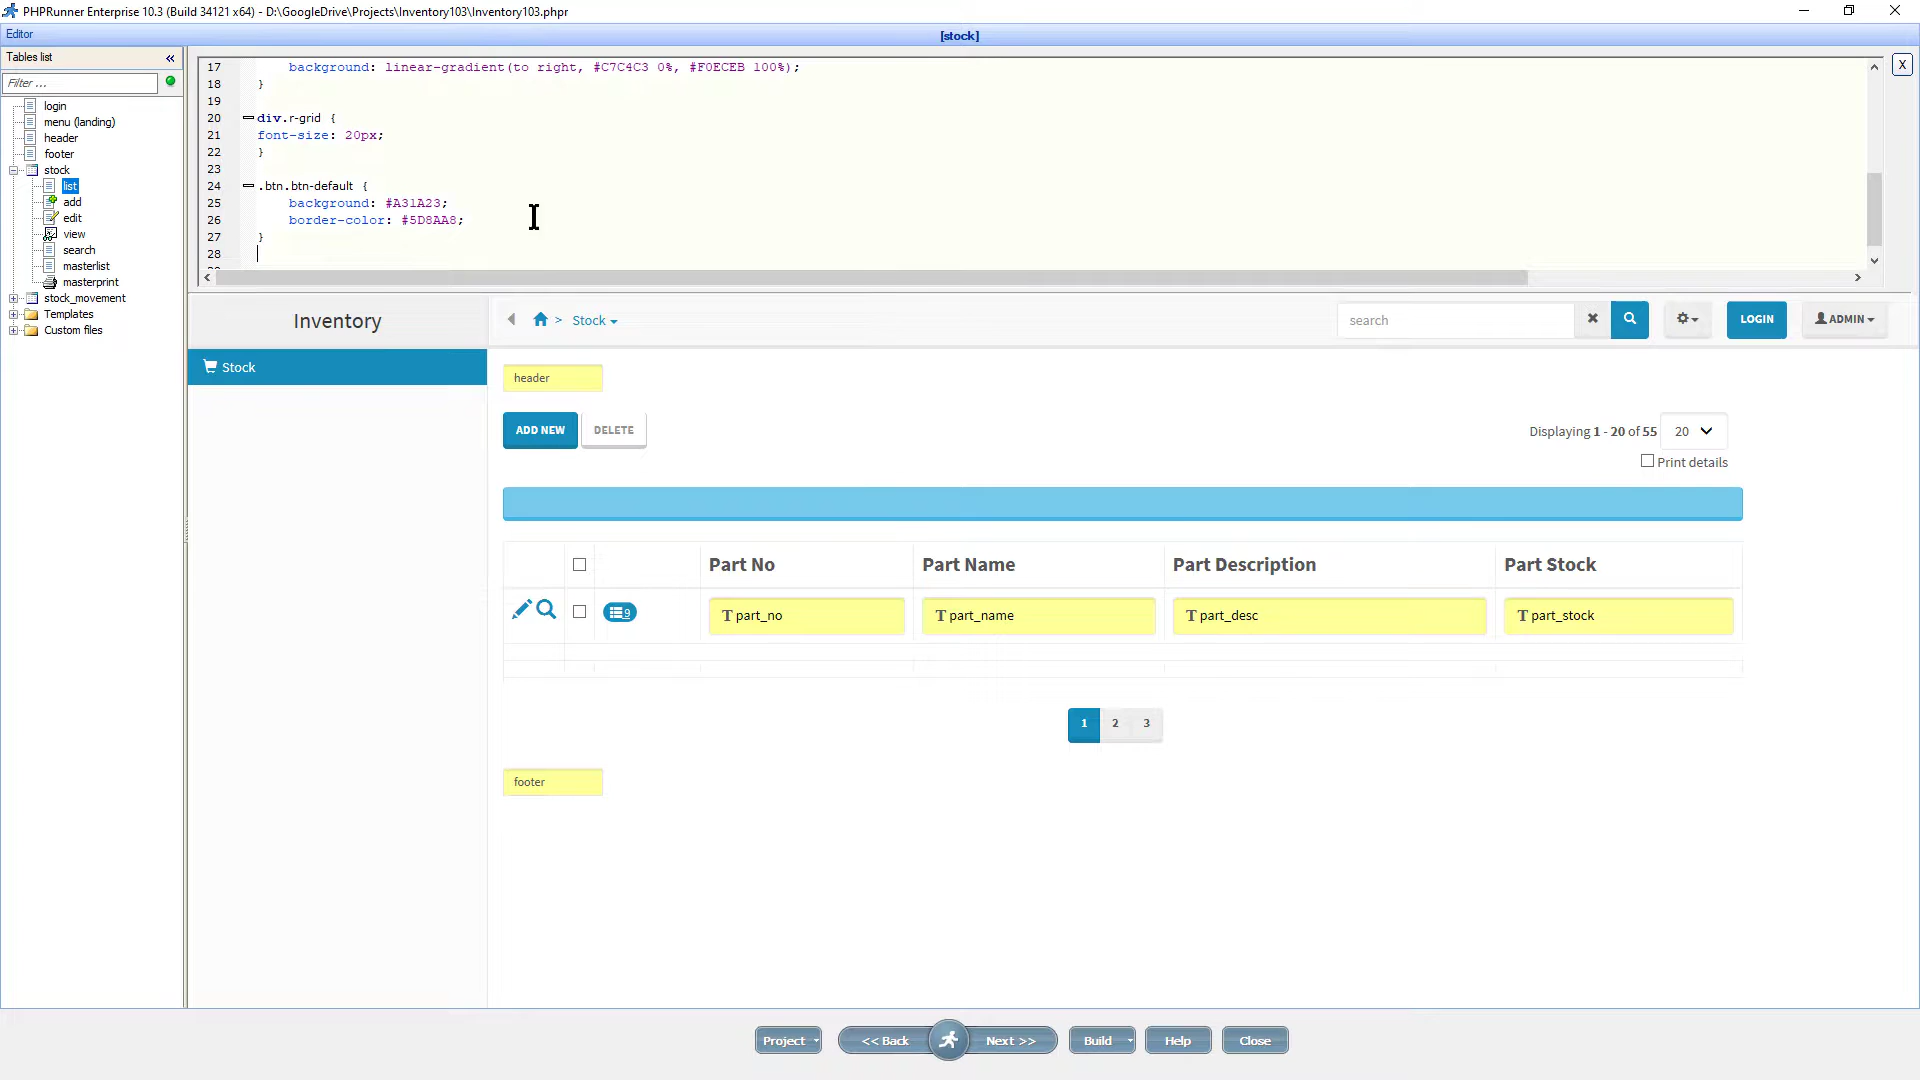 PHPRunner Enterprise 10.3 (Build 34121 x64) - D:\GoogleDrive\Projects\Inventory103\Inventory103.phpr
Editor
[stock]
Tables list
«
Filter ...
login
menu (landing)
header
footer
stock
list
add
edit
view
search
masterlist
masterprint
stock_movement
Templates
Custom files
X
17 background: linear-gradient(to right, #C7C4C3 0%, #F0ECEB 100%);
18 }
19
20 div.r-grid {
21 font-size: 20px;
22 }
23
24 .btn.btn-default {
25 background: #A31A23;
26 border-color: #5D8AA8;
27 }
28
Inventory
> Stock
search
LOGIN
ADMIN
Stock
header
ADD NEW
DELETE
Displaying 1 - 20 of 55
20
Print details
Part No
Part Name
Part Description
Part Stock
9
T part_no
T part_name
T part_desc
T part_stock
1 2 3
footer
Project
<< Back
Next >>
Build
Help
Close